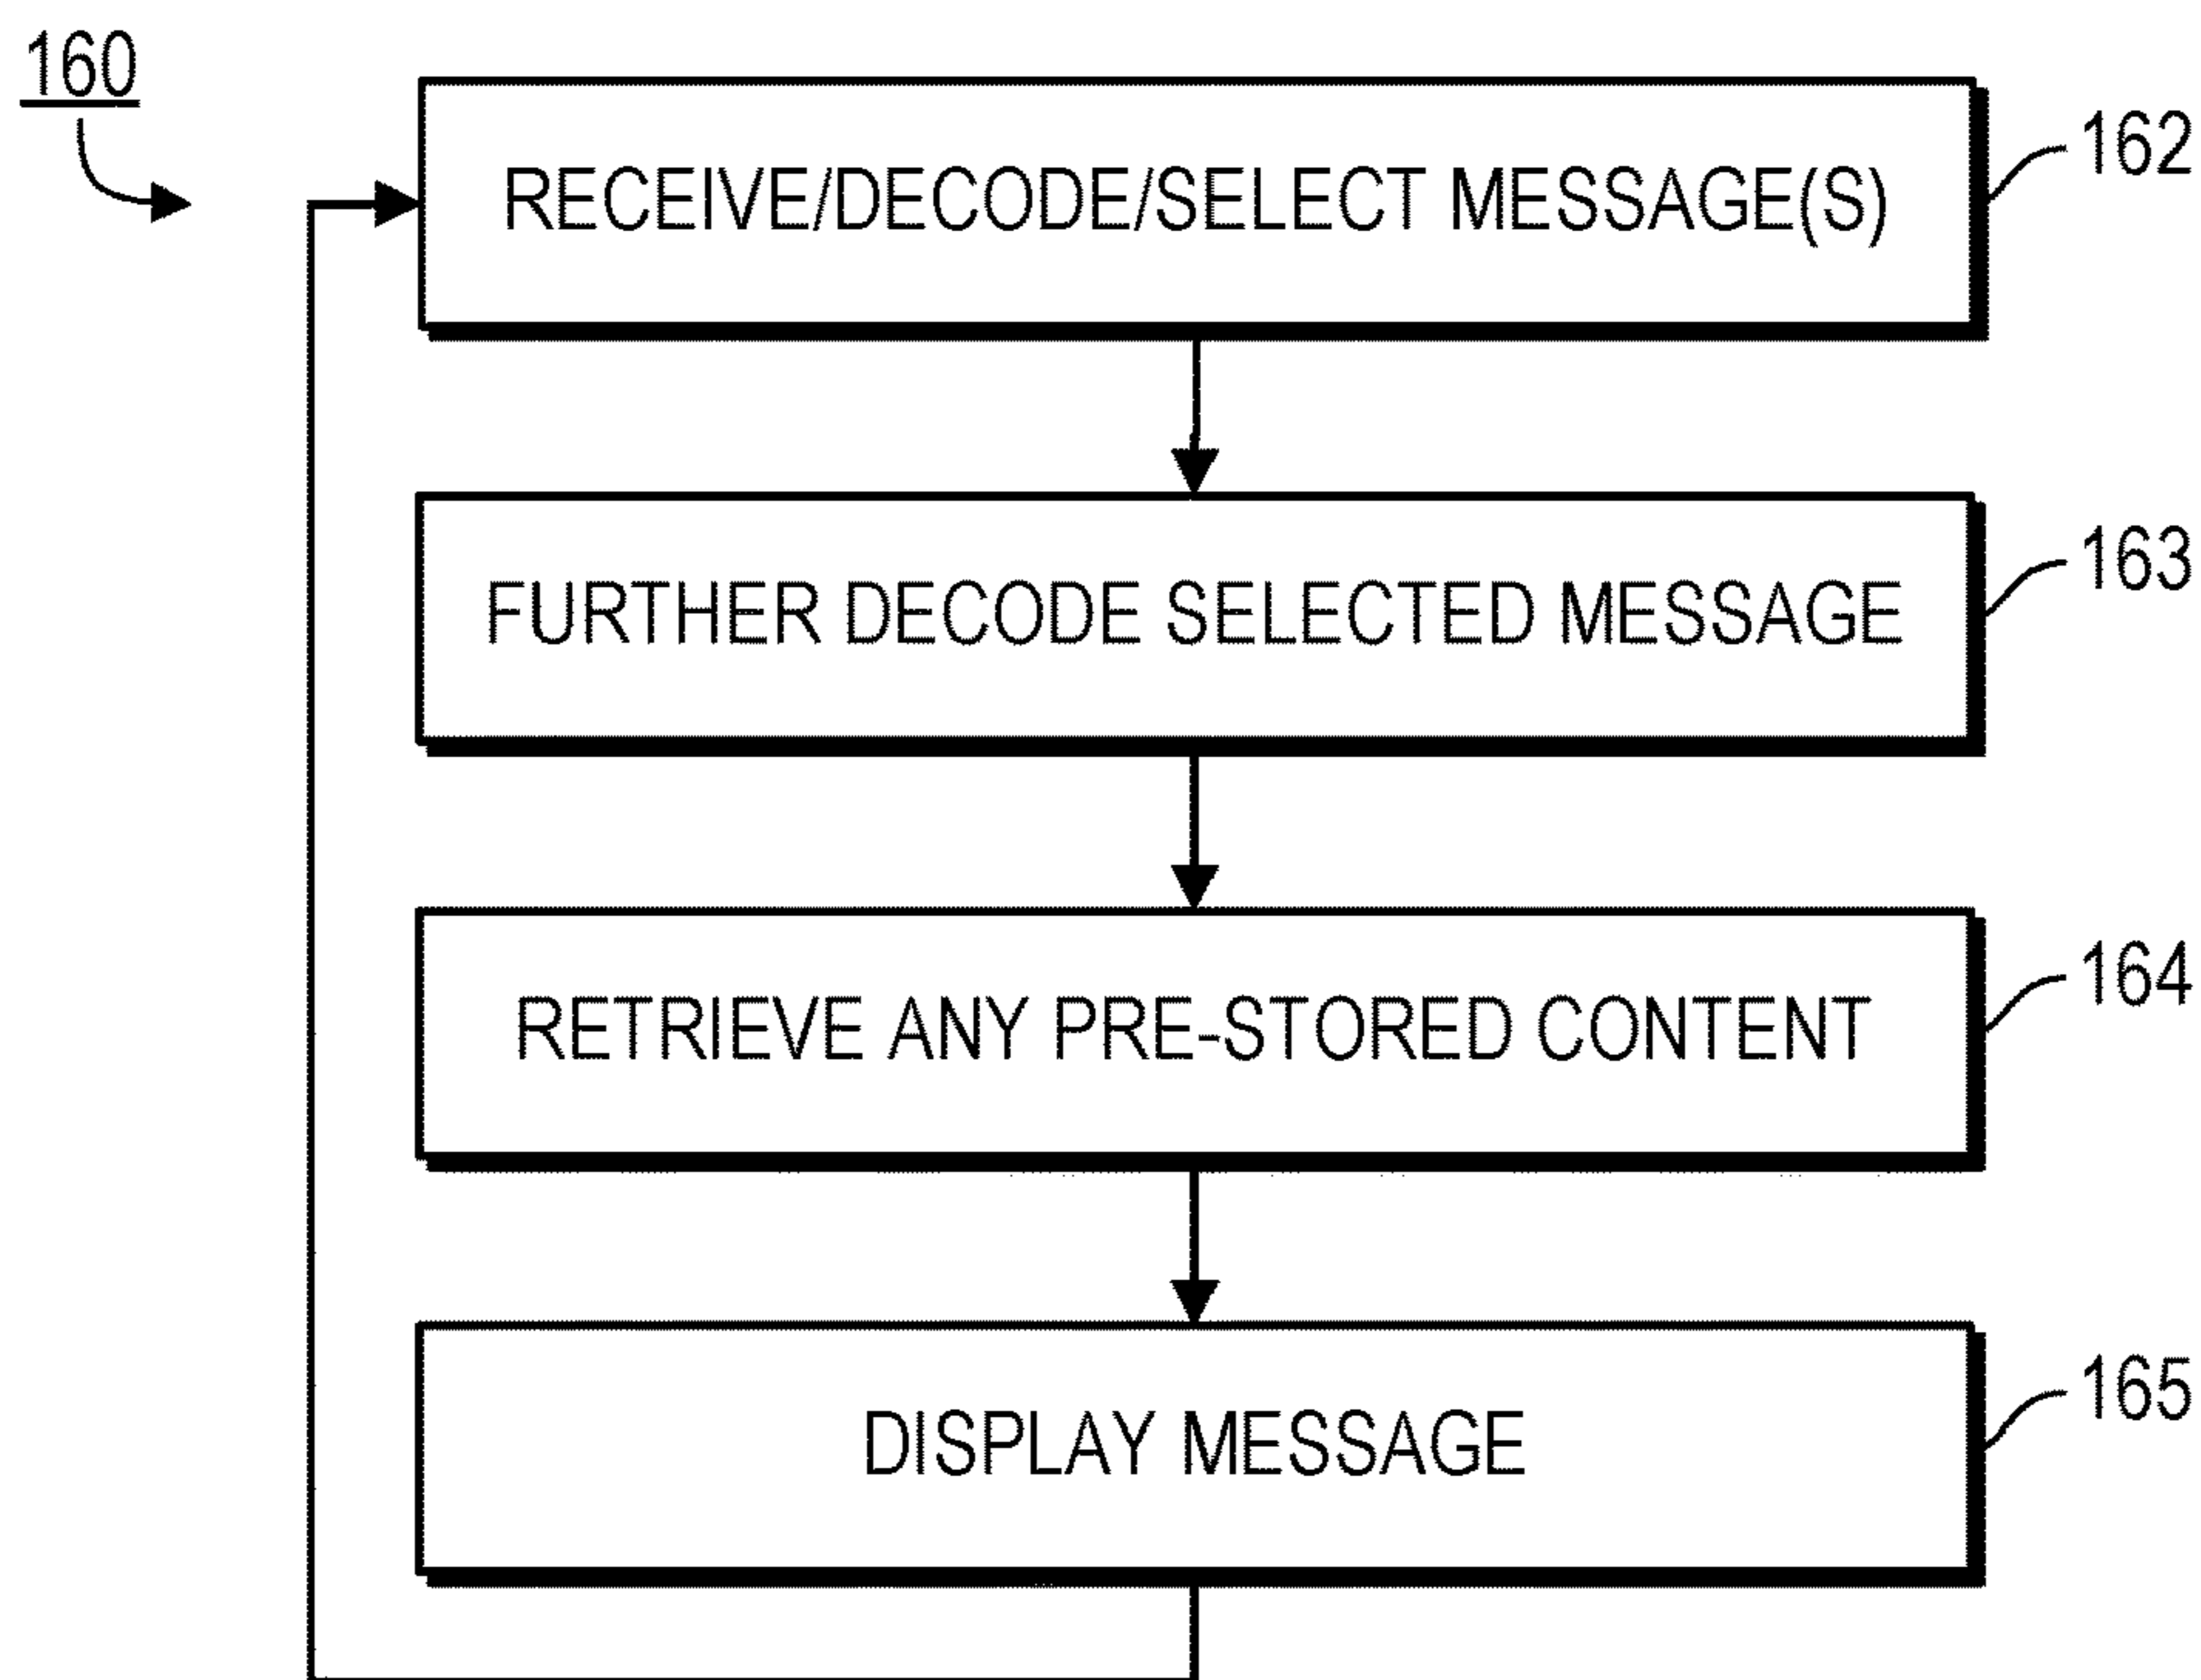 160
RECEIVE/DECODE/SELECT MESSAGE(S)
162
FURTHER DECODE SELECTED MESSAGE
163
RETRIEVE ANY PRE-STORED CONTENT
164
DISPLAY MESSAGE
165